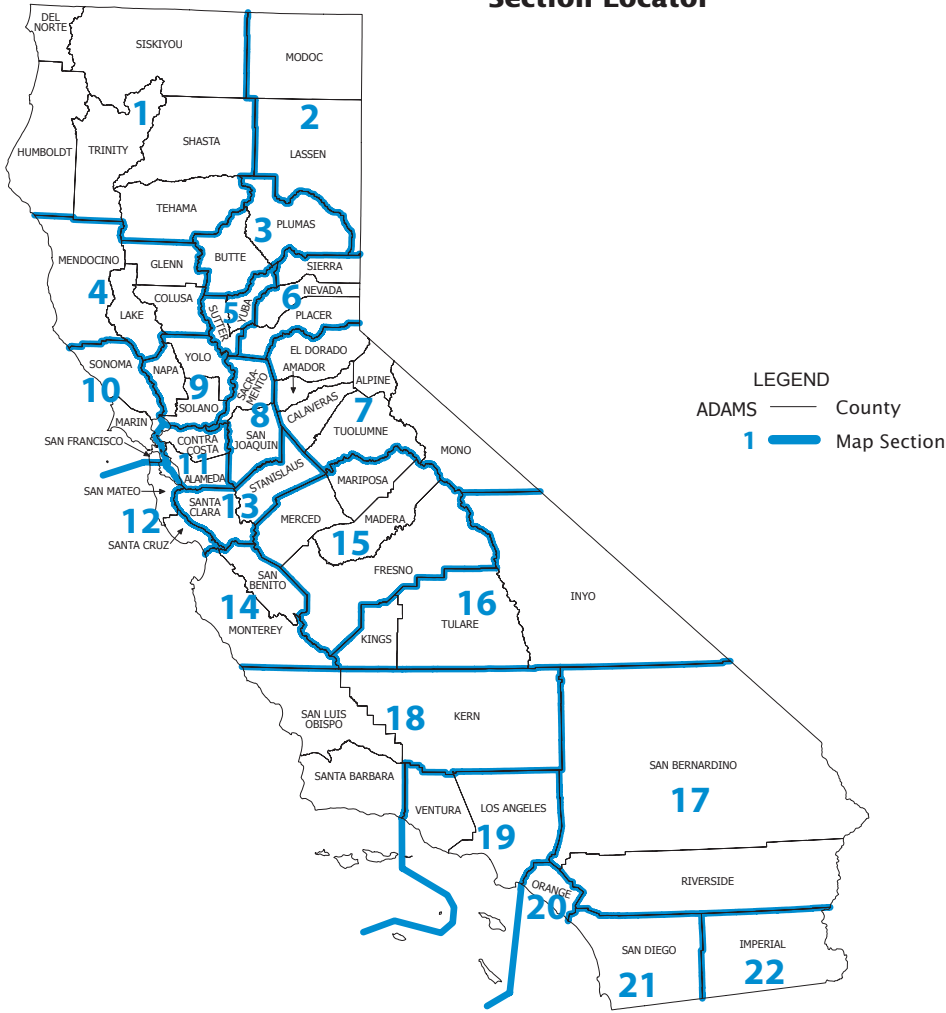 Section Locator
DEL
NORTE
SISKIYOU
MODOC
1
2
HUMBOLDT
TRINITY
SHASTA
LASSEN
TEHAMA
3
PLUMAS
MENDOCINO
GLENN
BUTTE
SIERRA
4
COLUSA
SUTTER
5
YUBA
6
NEVADA
LAKE
PLACER
SONOMA
YOLO
EL DORADO
10
NAPA
9
SACRA-
MENTO
AMADOR
ALPINE
SOLANO
CALAVERAS
7
MARIN
8
TUOLUMNE
SAN FRANCISCO
CONTRA
COSTA
SAN
JOAQUIN
MONO
11
ALAMEDA
STANISLAUS
MARIPOSA
SAN MATEO
SANTA
CLARA
13
12
MERCED
MADERA
SANTA CRUZ
15
SAN
BENITO
FRESNO
14
16
INYO
MONTEREY
KINGS
TULARE
SAN LUIS
OBISPO
18
KERN
SANTA BARBARA
SAN BERNARDINO
VENTURA
LOS ANGELES
17
19
ORANGE
RIVERSIDE
20
SAN DIEGO
IMPERIAL
21
22
LEGEND
ADAMS County
1 Map Section